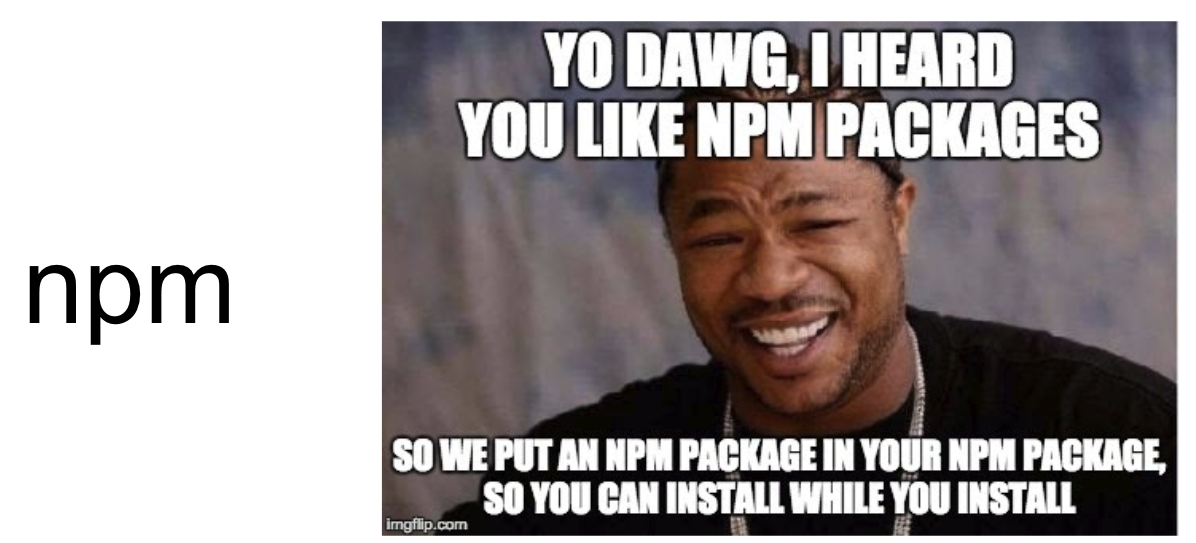 npm
YO DAWG, I HEARD
YOU LIKE NPM PACKAGES
SO WE PUT AN NPM PACKAGE IN YOUR NPM PACKAGE,
SO YOU CAN INSTALL WHILE YOU INSTALL
imgflip.com